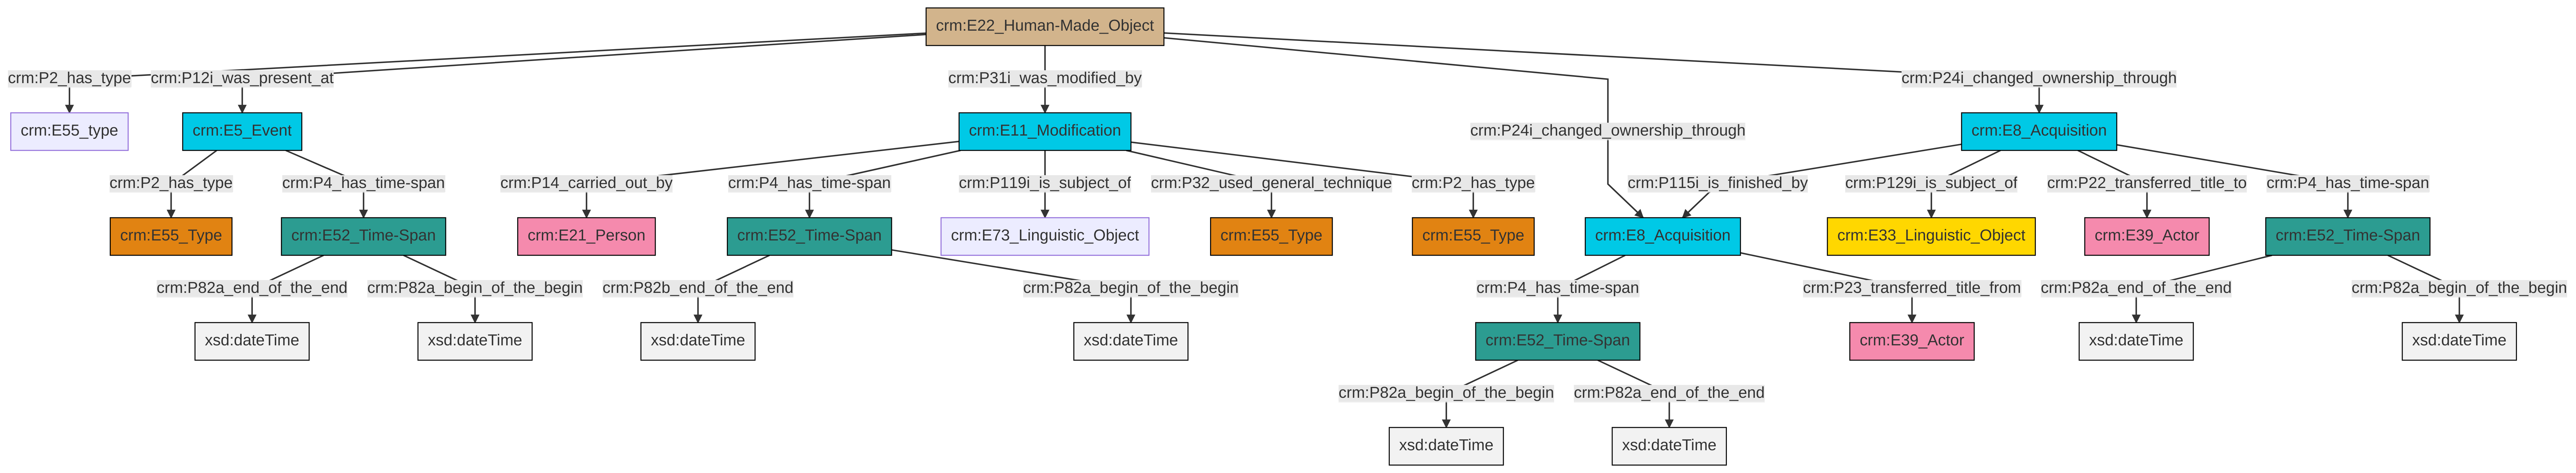 crm:E22_Human-Made_Object
crm:P2_has_type
crm:P12i_was_present_at
crm:P31i_was_modified_by
crm:P24i_changed_ownership_through
crm:P24i_changed_ownership_through
crm:E55_type
crm:E5_Event
crm:E11_Modification
crm:E8_Acquisition
crm:P2_has_type
crm:P4_has_time-span
crm:P14_carried_out_by
crm:P4_has_time-span
crm:P119i_is_subject_of
crm:P32_used_general_technique
crm:P2_has_type
crm:P115i_is_finished_by
crm:P129i_is_subject_of
crm:P22_transferred_title_to
crm:P4_has_time-span
crm:E55_Type
crm:E52_Time-Span
crm:E21_Person
crm:E52_Time-Span
crm:E73_Linguistic_Object
crm:E55_Type
crm:E55_Type
crm:E8_Acquisition
crm:E33_Linguistic_Object
crm:E39_Actor
crm:E52_Time-Span
crm:P82a_end_of_the_end
crm:P82a_begin_of_the_begin
crm:P82b_end_of_the_end
crm:P82a_begin_of_the_begin
crm:P4_has_time-span
crm:P23_transferred_title_from
crm:P82a_end_of_the_end
crm:P82a_begin_of_the_begin
xsd:dateTime
xsd:dateTime
xsd:dateTime
xsd:dateTime
crm:E52_Time-Span
crm:E39_Actor
xsd:dateTime
xsd:dateTime
crm:P82a_begin_of_the_begin
crm:P82a_end_of_the_end
xsd:dateTime
xsd:dateTime